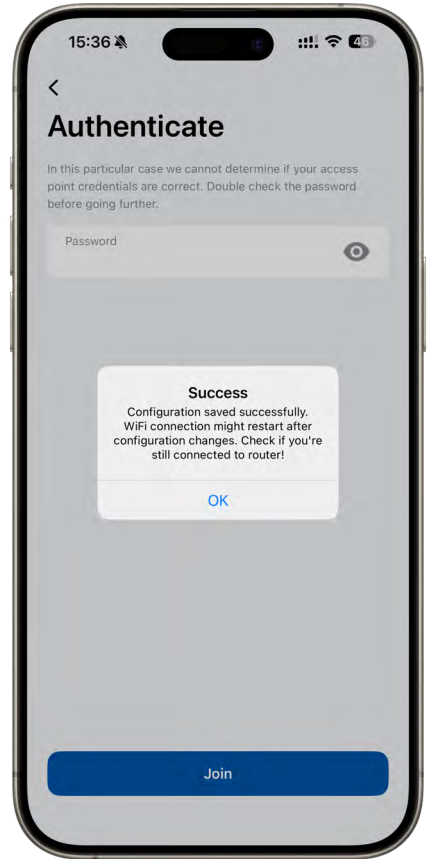 15:36
46
Authenticate
In this particular case we cannot determine if your access
point credentials are correct. Double check the password
before going further.
Password
Success
Configuration saved successfully.
WiFi connection might restart after
configuration changes. Check if you're
still connected to router!
OK
Join